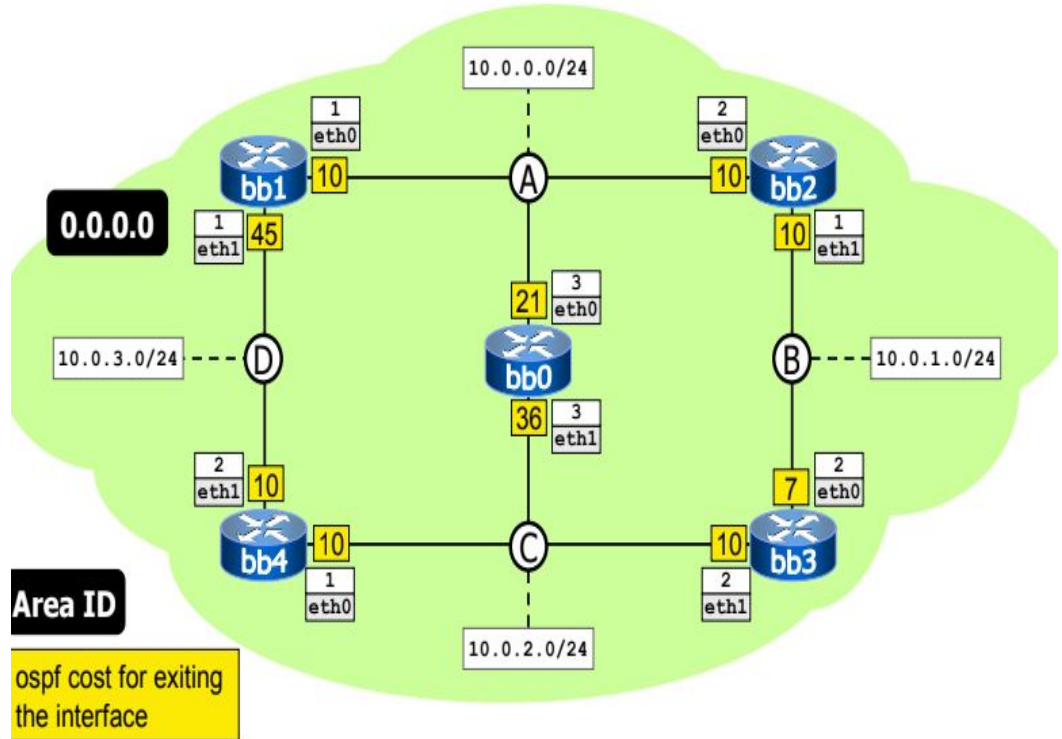 10.0.0.0/24
1
eth0
2
eth0
A
10
10
bb1
bb2
0.0.0.0
1
eth1
45
10
1
eth1
21
3
eth0
10.0.3.0/24
D
bb0
B
10.0.1.0/24
36
3
eth1
2
eth1
10
7
2
eth0
10
C
10
bb4
bb3
1
eth0
2
eth1
Area ID
10.0.2.0/24
ospf cost for exiting
the interface